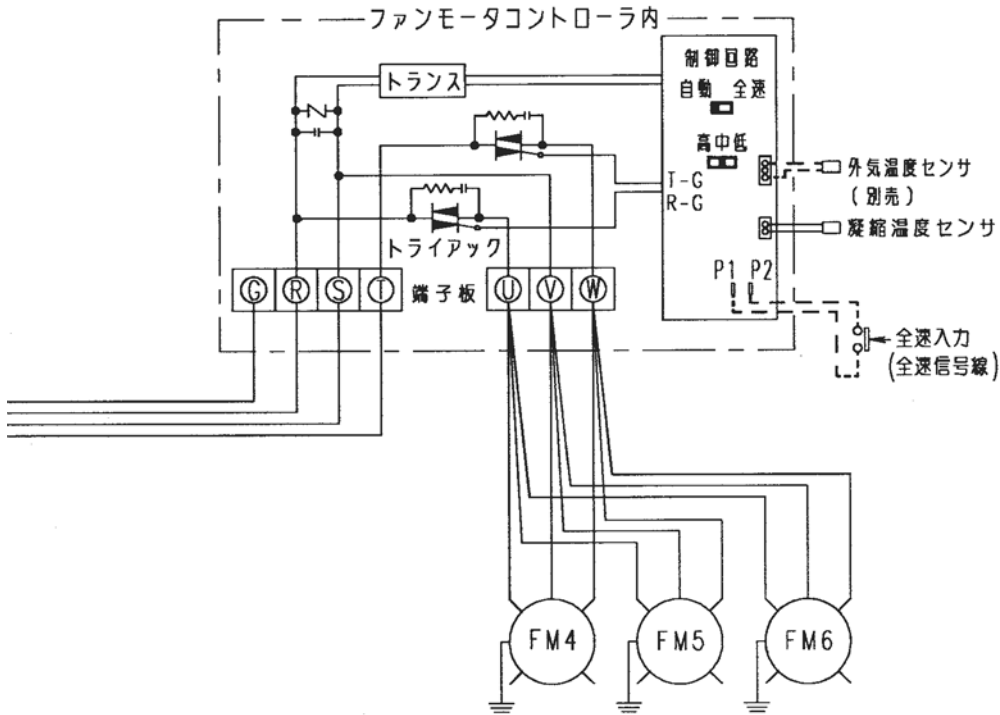 ファンモータコントローラ内
制御回路
トランス
自動 全速
高中低
T-G
R-G
外気温度センサ
(別売)
凝縮温度センサ
トライアック
G R S T 端子板 U V W
P1 P2
全速入力
(全速信号線)
FM4 FM5 FM6